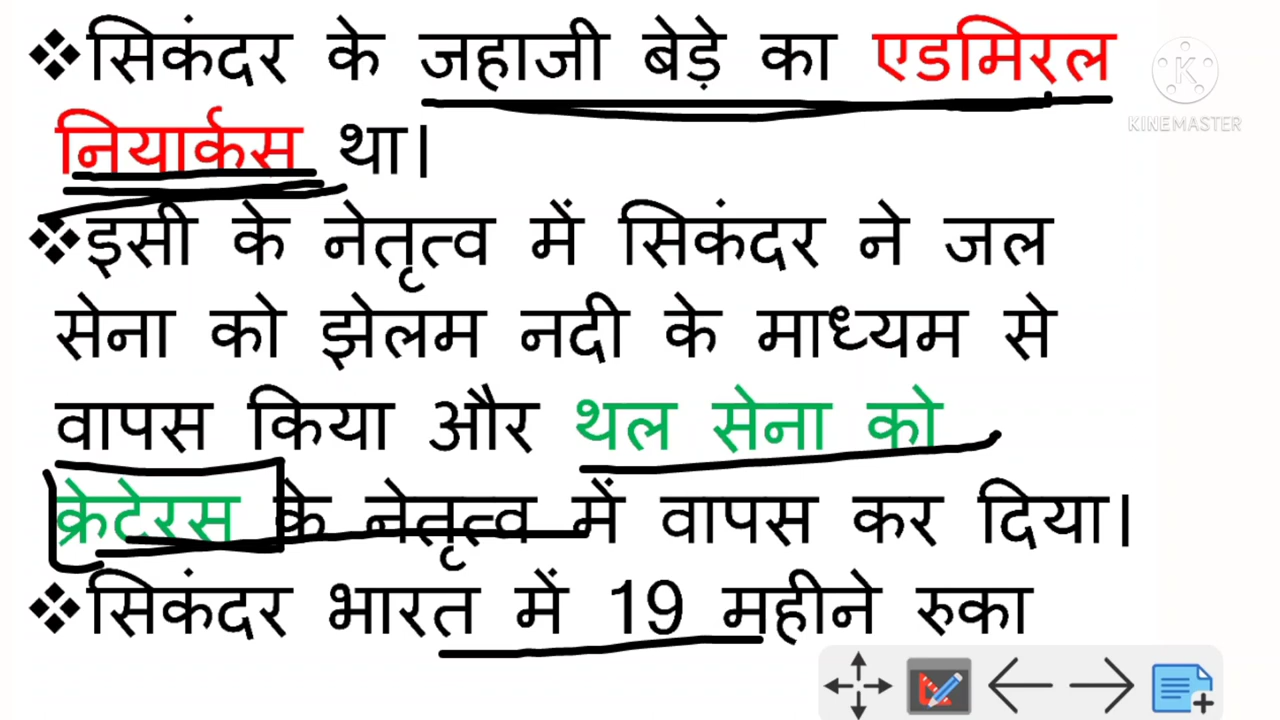 ❖सिकंदर के जहाजी बेड़े का एडमिरल
नियार्कस था।
❖इसी के नेतृत्व में सिकंदर ने जल
सेना को झेलम नदी के माध्यम से
वापस किया और थल सेना को
क्रेटेरस के नेतृत्व में वापस कर दिया।
❖सिकंदर भारत में 19 महीने रुका
K
KINEMASTER